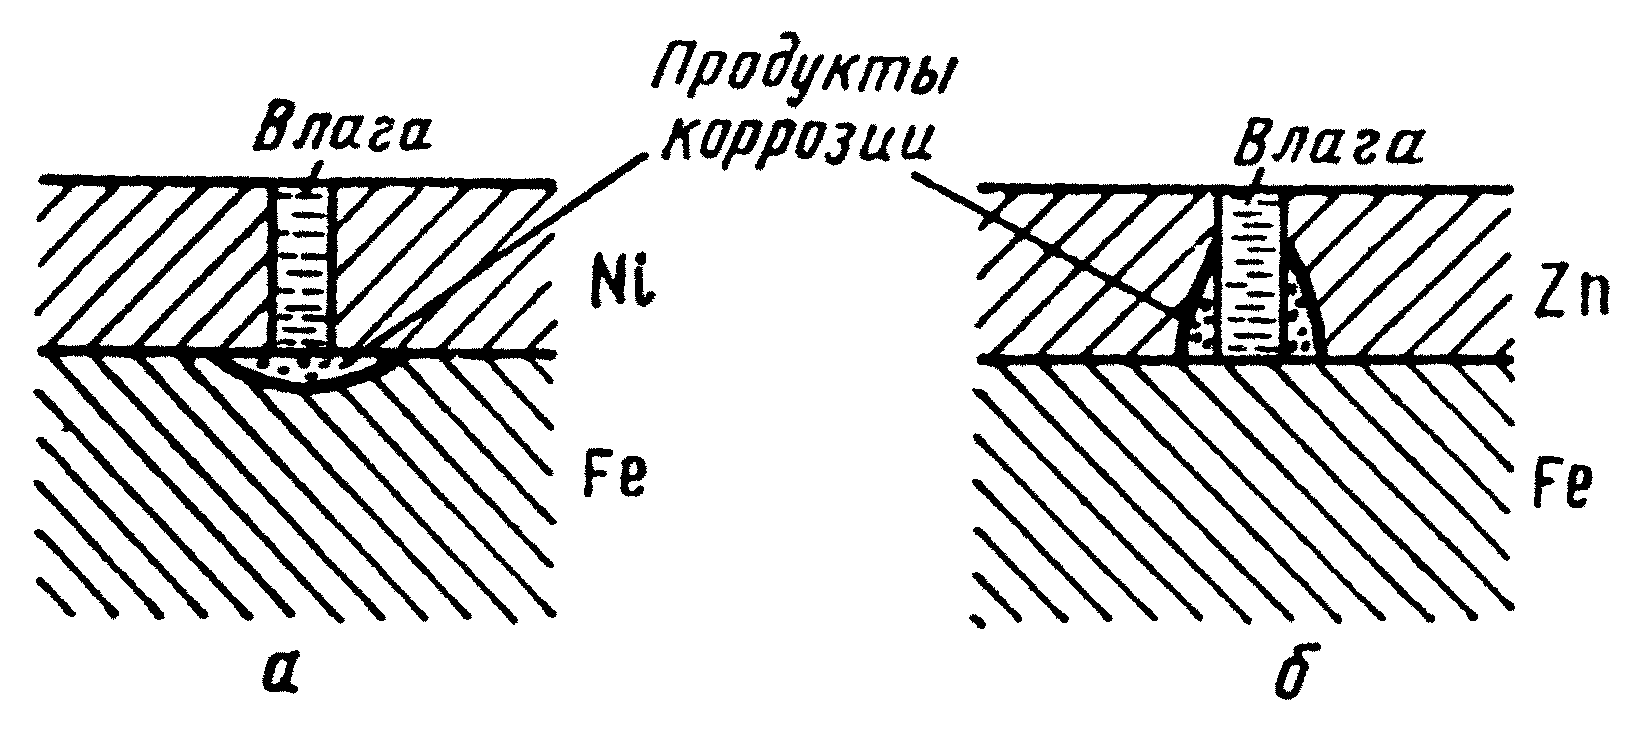 Продукты
коррозии
Влага
Влага
Ni
Zn
Fe
Fe
а
б